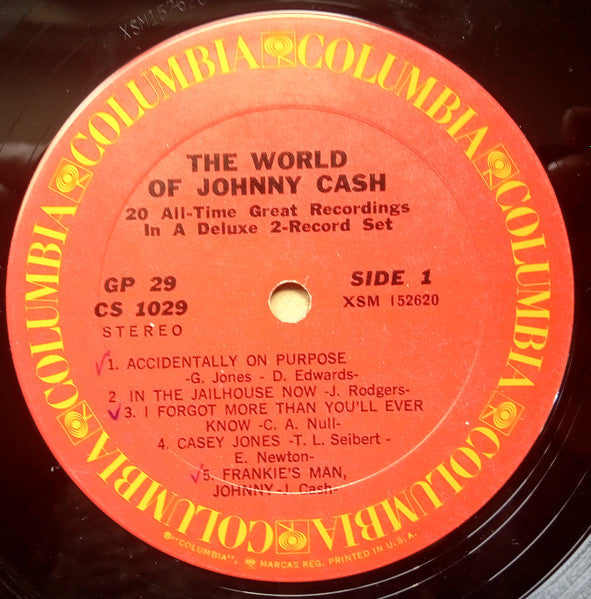 XSM152620
COLUMBIA COLUMBIA COLUMBIA COLUMBIA COLUMBIA COLUMBIA
THE WORLD
OF JOHNNY CASH
20 All-Time Great Recordings
In A Deluxe 2-Record Set
GP 29 SIDE 1
CS 1029 XSM 152620
STEREO
1. ACCIDENTALLY ON PURPOSE
-G. Jones - D. Edwards-
2 IN THE JAILHOUSE NOW -J. Rodgers-
3. I FORGOT MORE THAN YOU'LL EVER
KNOW - C. A. Null-
4. CASEY JONES -T. L. Seibert -
E. Newton-
5. FRANKIE'S MAN,
JOHNNY -J. Cash-
℗"COLUMBIA", MARCAS REG. PRINTED IN U.S.A.